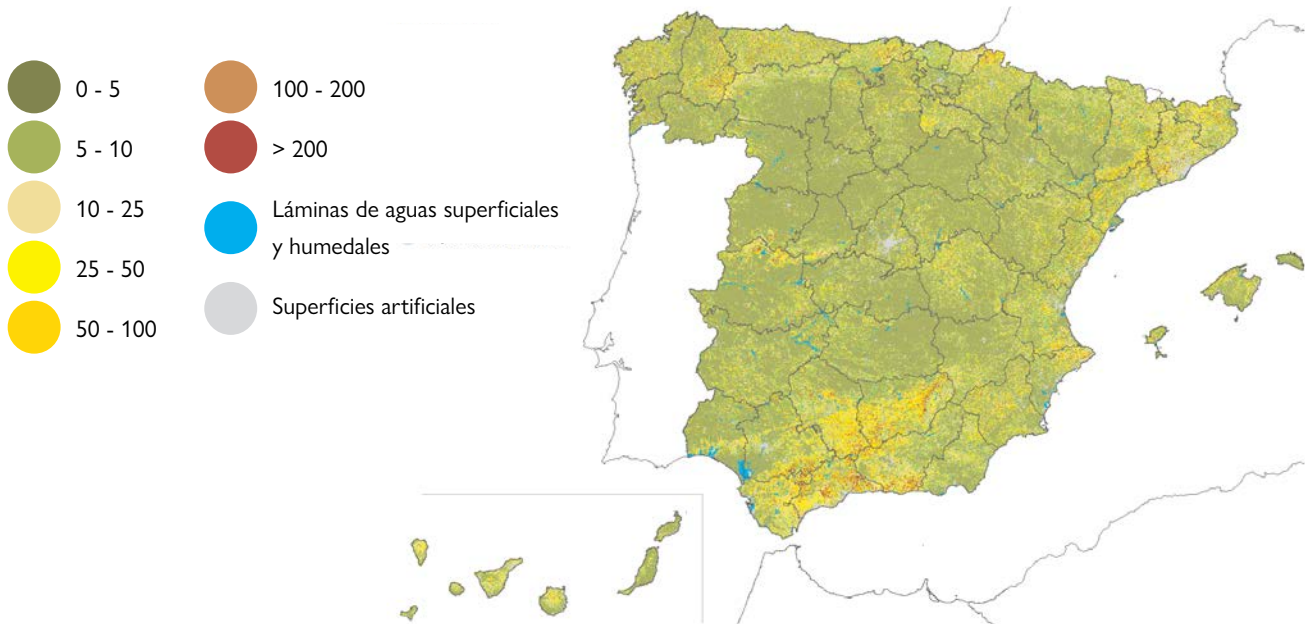 0 - 5
5 - 10
10 - 25
25 - 50
50 - 100
100 - 200
> 200
Láminas de aguas superficiales
y humedales
Superficies artificiales